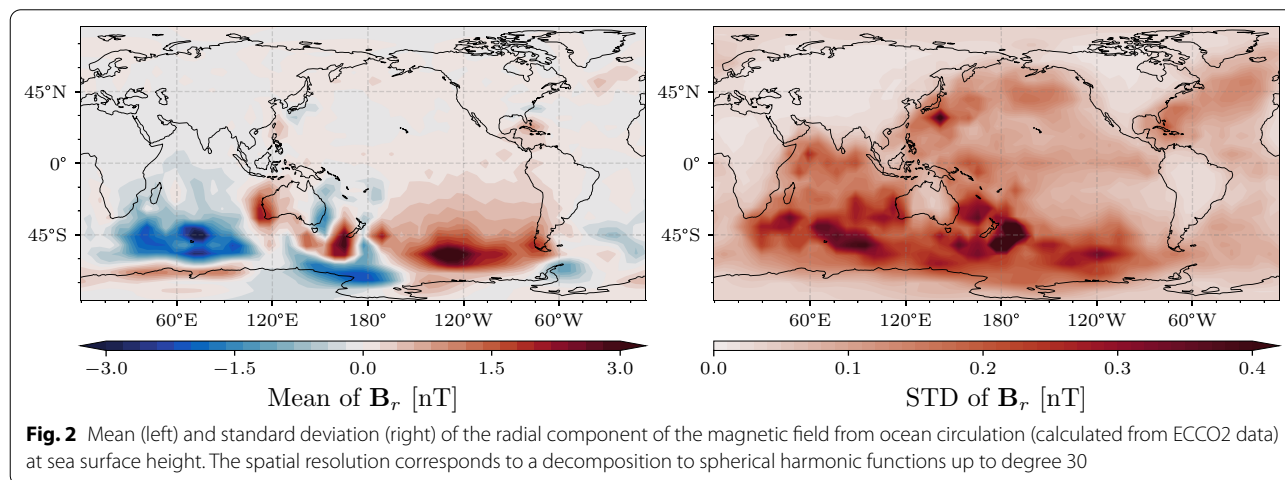 45°N
0°
45°S
60°E 120°E 180° 120°W 60°W
60°E 120°E 180° 120°W 60°W
−3.0 −1.5 0.0 1.5 3.0
0.0 0.1 0.2 0.3 0.4
Mean of B_r [nT]
STD of B_r [nT]
45°N
0°
45°S
Fig. 2 Mean (left) and standard deviation (right) of the radial component of the magnetic field from ocean circulation (calculated from ECCO2 data)
at sea surface height. The spatial resolution corresponds to a decomposition to spherical harmonic functions up to degree 30